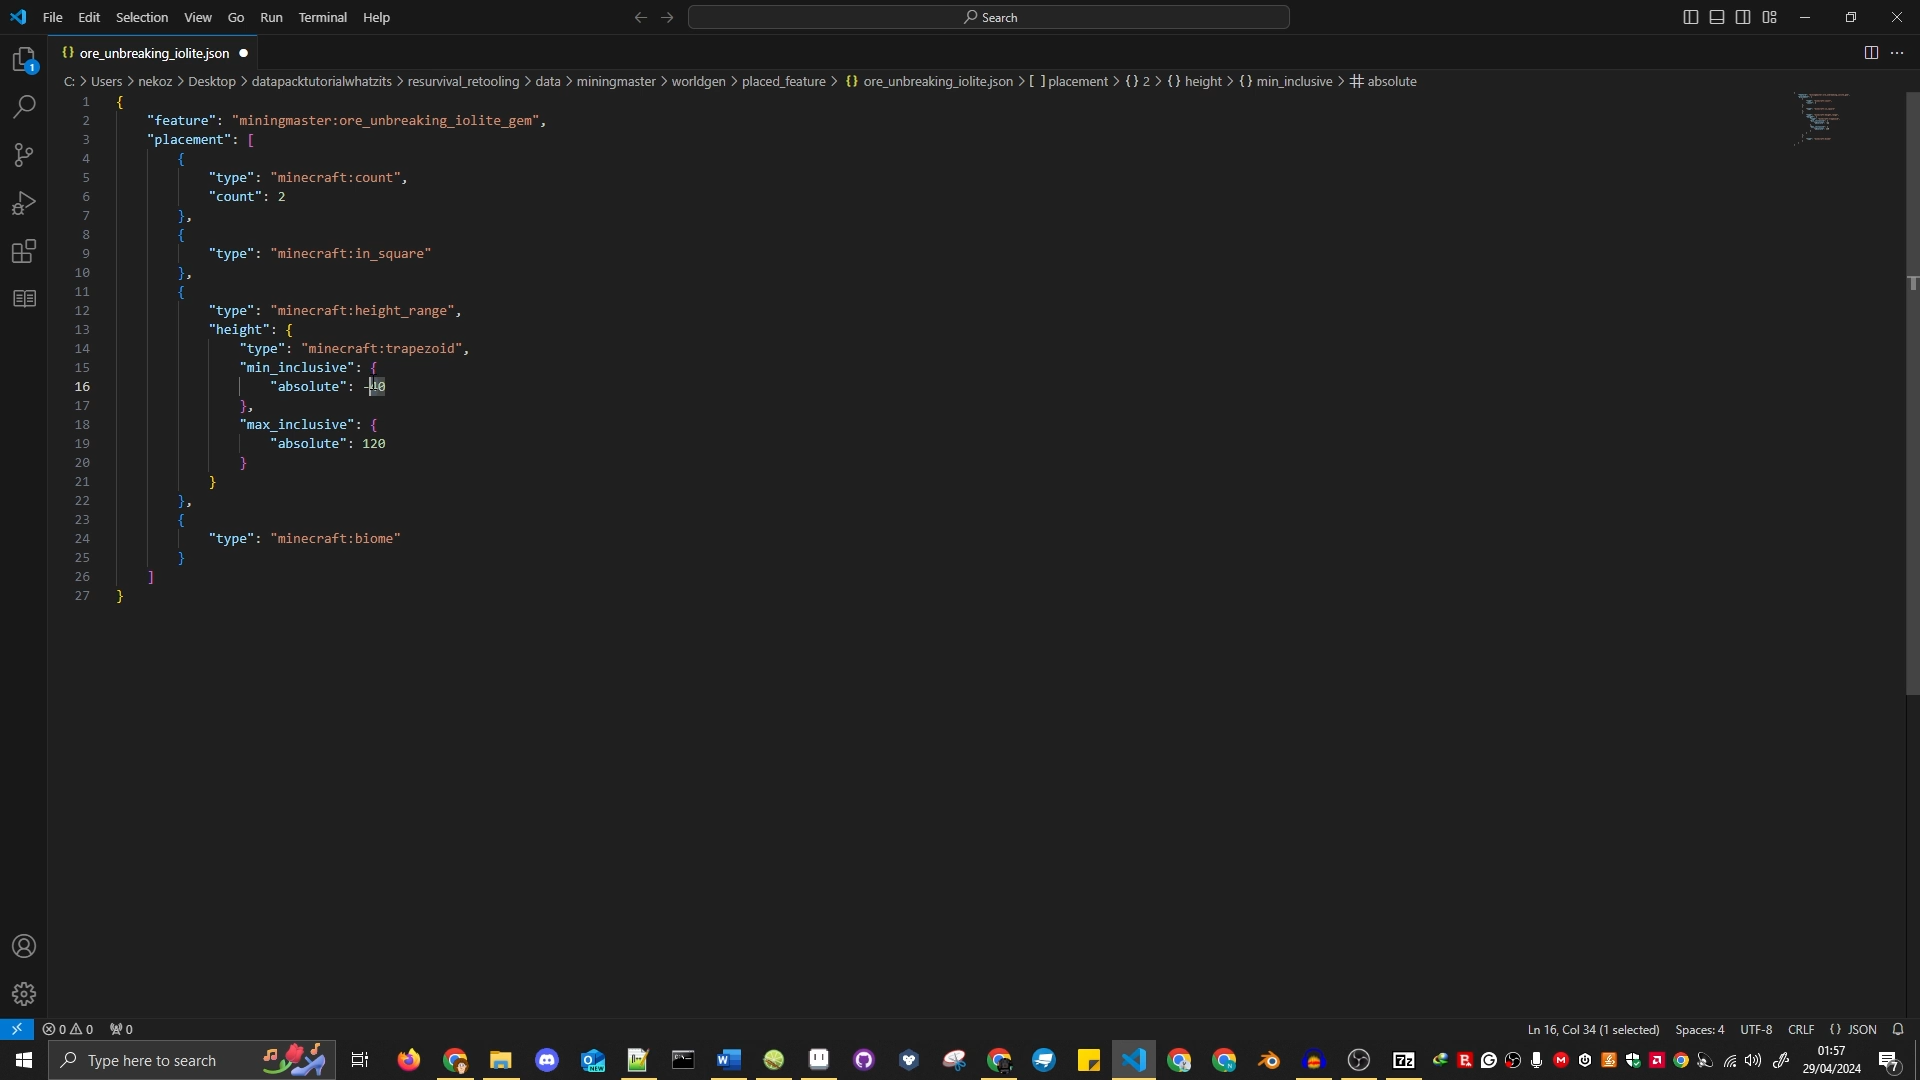 File Edit Selection View Go Run Terminal Help
Search
1
ore_unbreaking_iolite.json
C: > Users > nekoz > Desktop > datapacktutorialwhatzits > resurvival_retooling > data > miningmaster > worldgen > placed_feature > {} ore_unbreaking_iolite.json > [ ] placement > {} 2 > {} height > {} min_inclusive > absolute
1 {
2 "feature": "miningmaster:ore_unbreaking_iolite_gem",
3 "placement": [
4 {
5 "type": "minecraft:count",
6 "count": 2
7 },
8 {
9 "type": "minecraft:in_square"
10 },
11 {
12 "type": "minecraft:height_range",
13 "height": {
14 "type": "minecraft:trapezoid",
15 "min_inclusive": {
16 "absolute":
17 },
18 "max_inclusive": {
19 "absolute": 120
20 }
21 }
22 },
23 {
24 "type": "minecraft:biome"
25 }
26 ]
27 }
0 0 0
Ln 16, Col 34 (1 selected) Spaces: 4 UTF-8 CRLF {} JSON
Type here to search
01:57
29/04/2024
7